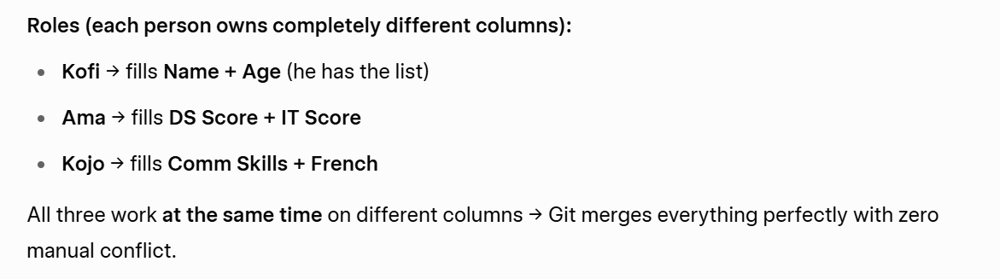 Roles (each person owns completely different columns):
• Kofi → fills Name + Age (he has the list)
• Ama → fills DS Score + IT Score
• Kojo → fills Comm Skills + French
All three work at the same time on different columns → Git merges everything perfectly with zero
manual conflict.